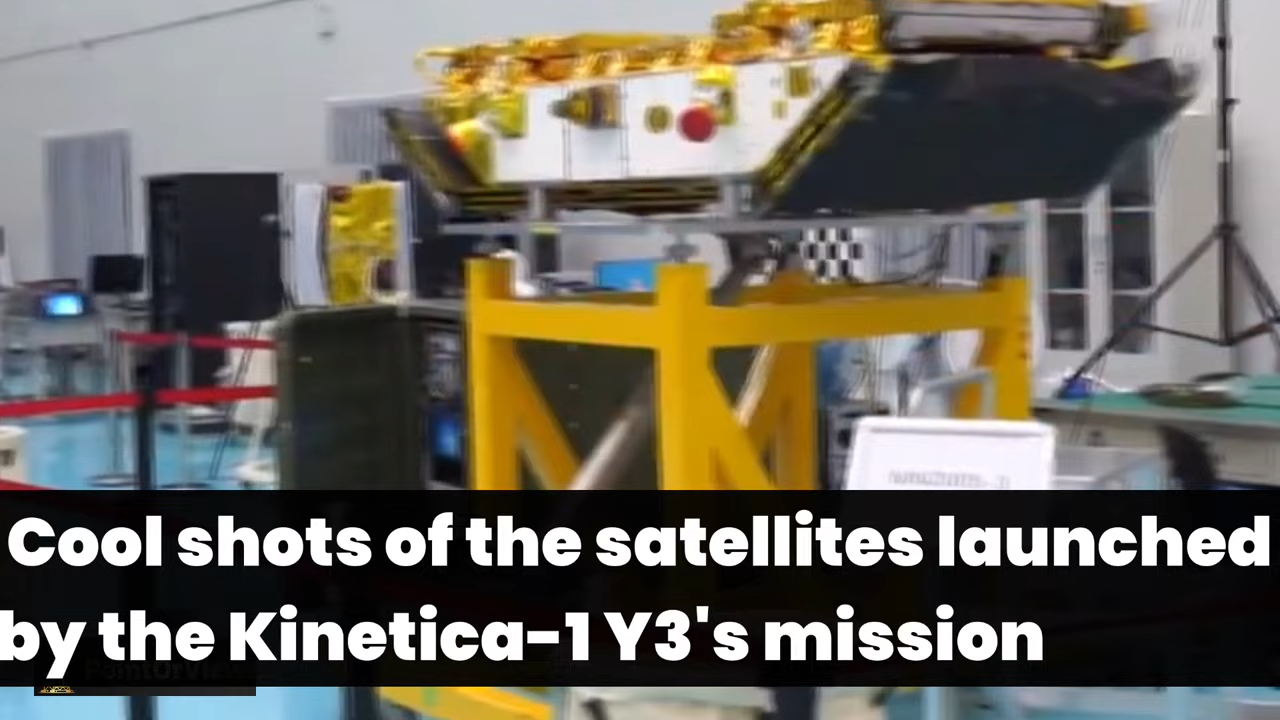 Cool shots of the satellites launched
by the Kinetica-1 Y3's mission